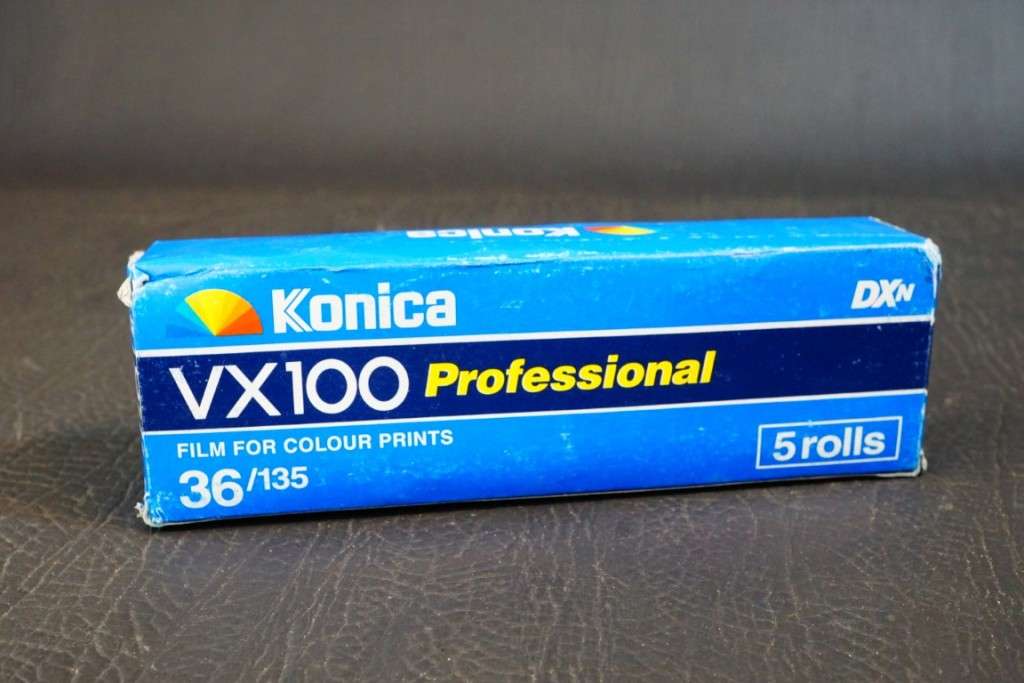 Konica
Konica
DXN
VX100 Professional
FILM FOR COLOUR PRINTS
36/135
5 rolls